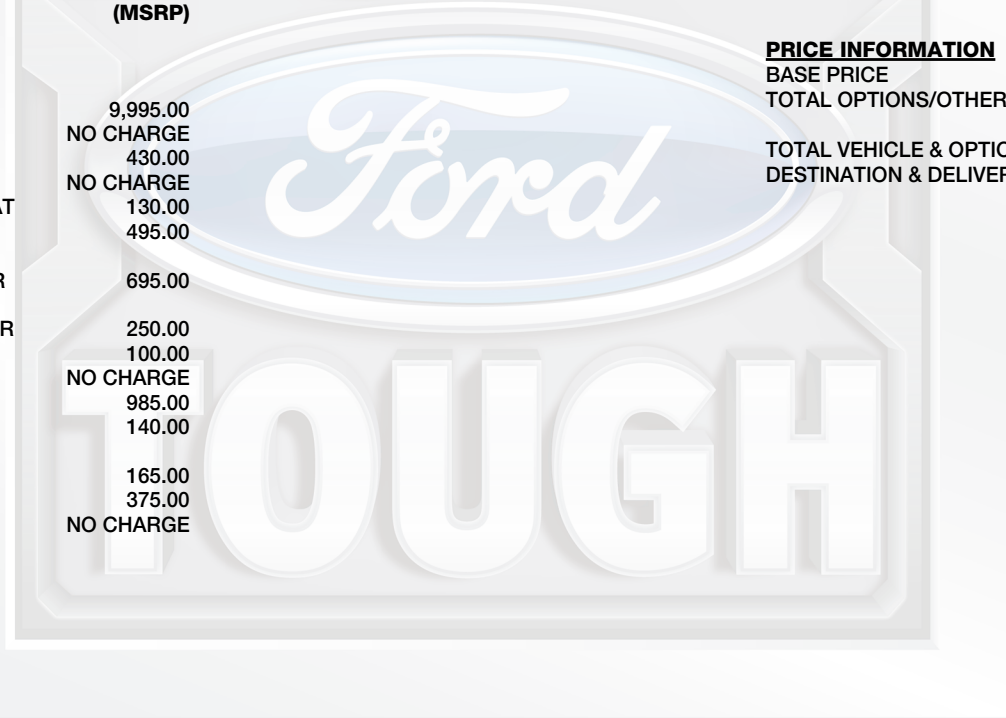 (MSRP)
9,995.00
NO CHARGE
430.00
NO CHARGE
AT 130.00
495.00
R 695.00
R 250.00
100.00
NO CHARGE
985.00
140.00
165.00
375.00
NO CHARGE
PRICE INFORMATION
BASE PRICE
TOTAL OPTIONS/OTHER
TOTAL VEHICLE & OPTIO
DESTINATION & DELIVER
Ford
TOUGH